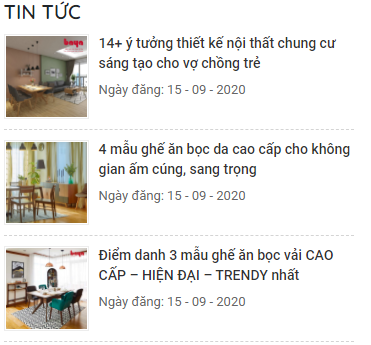 TIN TỨC
baya
14+ ý tưởng thiết kế nội thất chung cư
sáng tạo cho vợ chồng trẻ
Ngày đăng: 15 - 09 - 2020
4 mẫu ghế ăn bọc da cao cấp cho không
gian ấm cúng, sang trọng
Ngày đăng: 15 - 09 - 2020
Điểm danh 3 mẫu ghế ăn bọc vải CAO
CẤP – HIỆN ĐẠI – TRENDY nhất
Ngày đăng: 15 - 09 - 2020